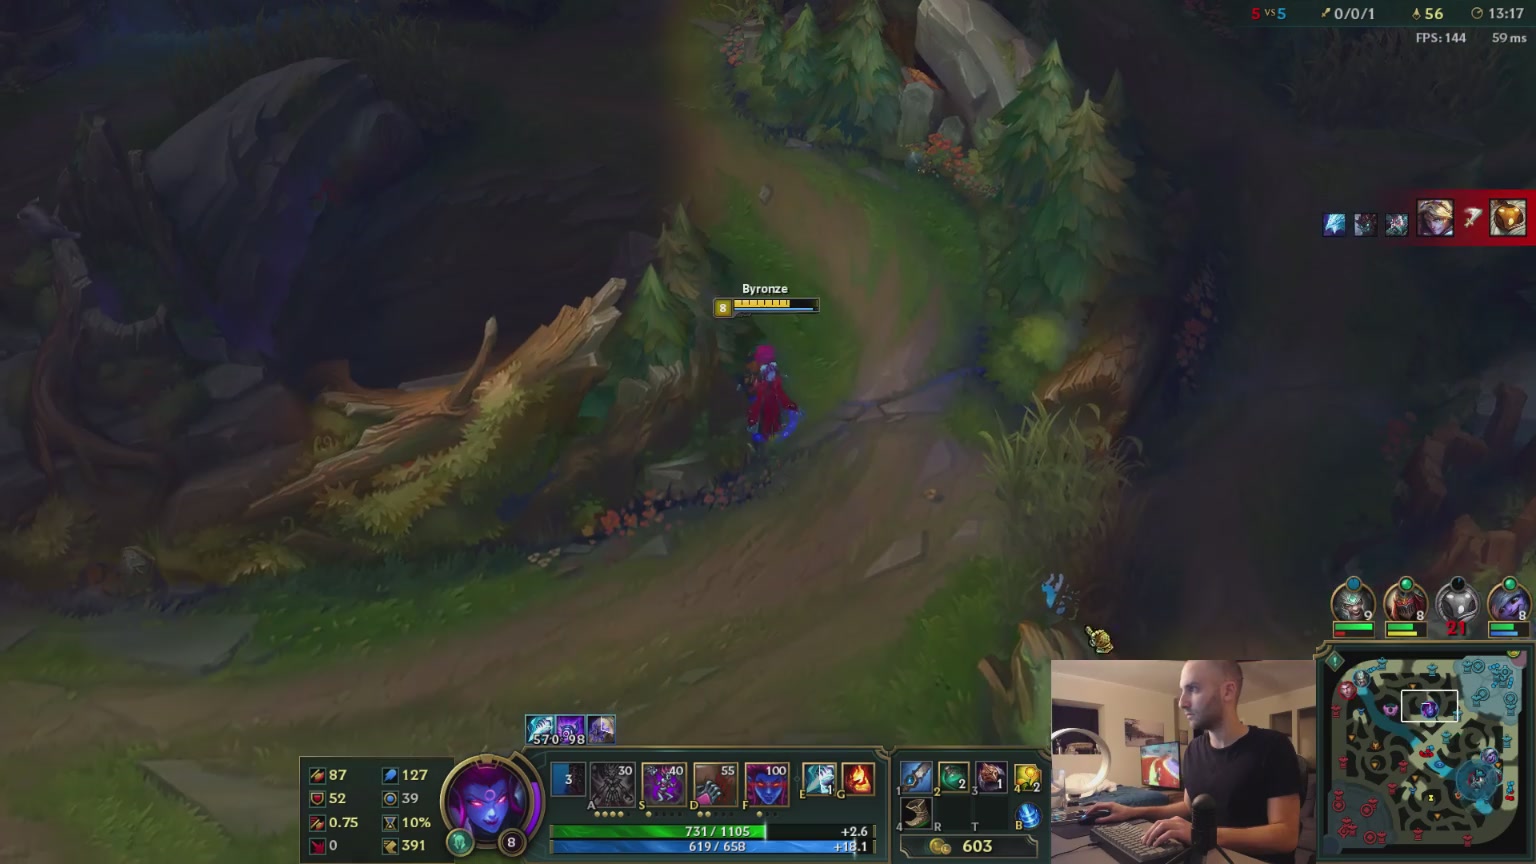 5 vs 5 0/0/1 56 13:17
FPS: 144 59 ms
Byronze
8
9 8 21 8
570 98
87 127
52 39
0.75 10%
0 391
8
3 30 40 55 100 1
A S D F E G
731 / 1105 +2.6
619 / 658 +18.1
1 2 2 3 1 4 2
4 R T B
603